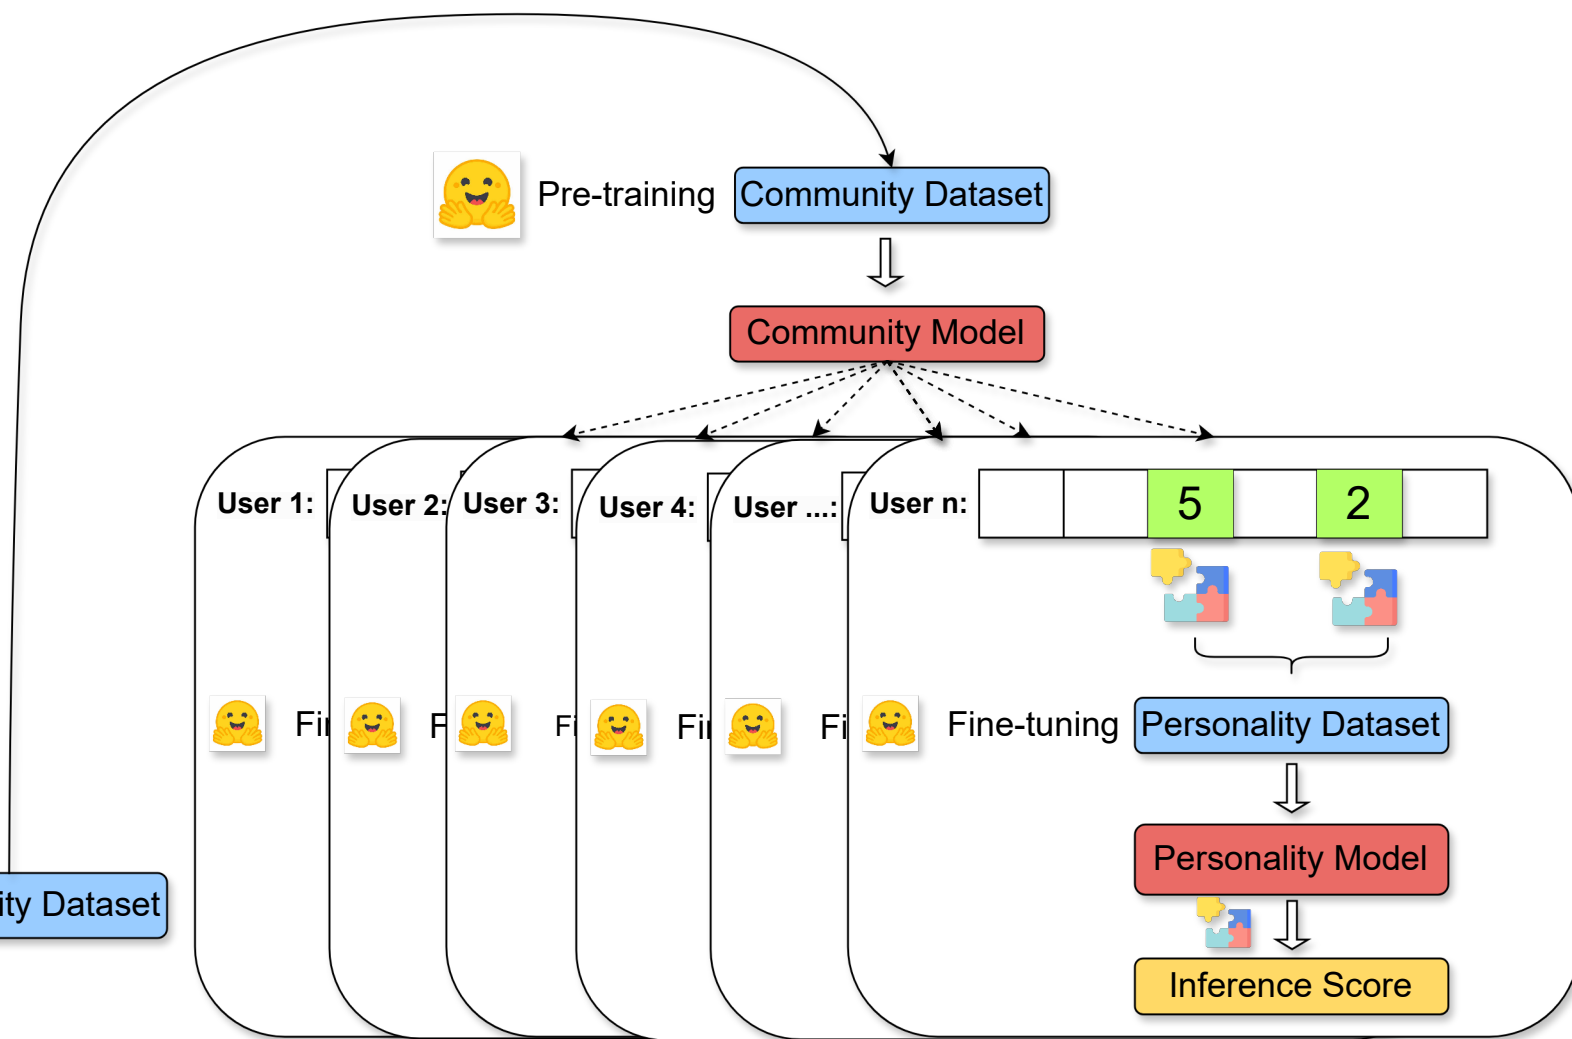 Pre-training
Community Dataset
Community Model
User 1:
User 2:
User 3:
User 4:
User ...:
User n:
5
2
Fine-tuning
Personality Dataset
Personality Model
Dataset
Inference Score